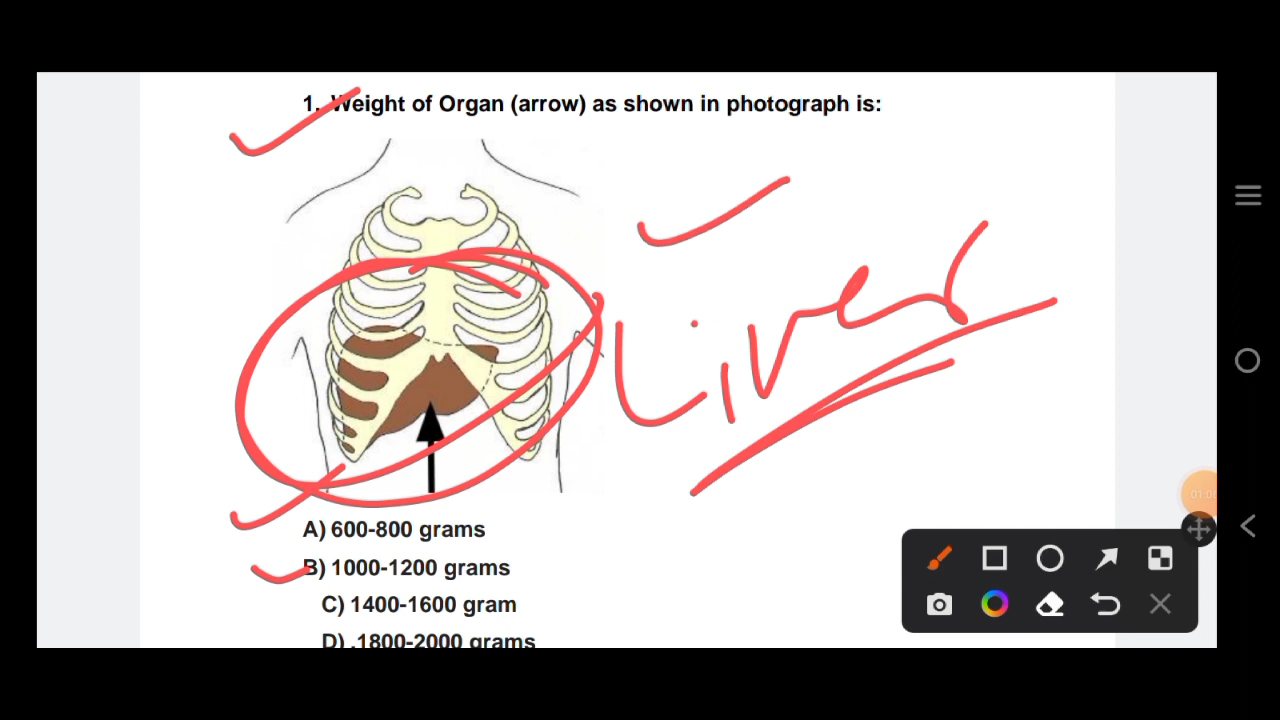 1. Weight of Organ (arrow) as shown in photograph is:
Liver
A) 600-800 grams
B) 1000-1200 grams
C) 1400-1600 gram
D) .1800-2000 grams